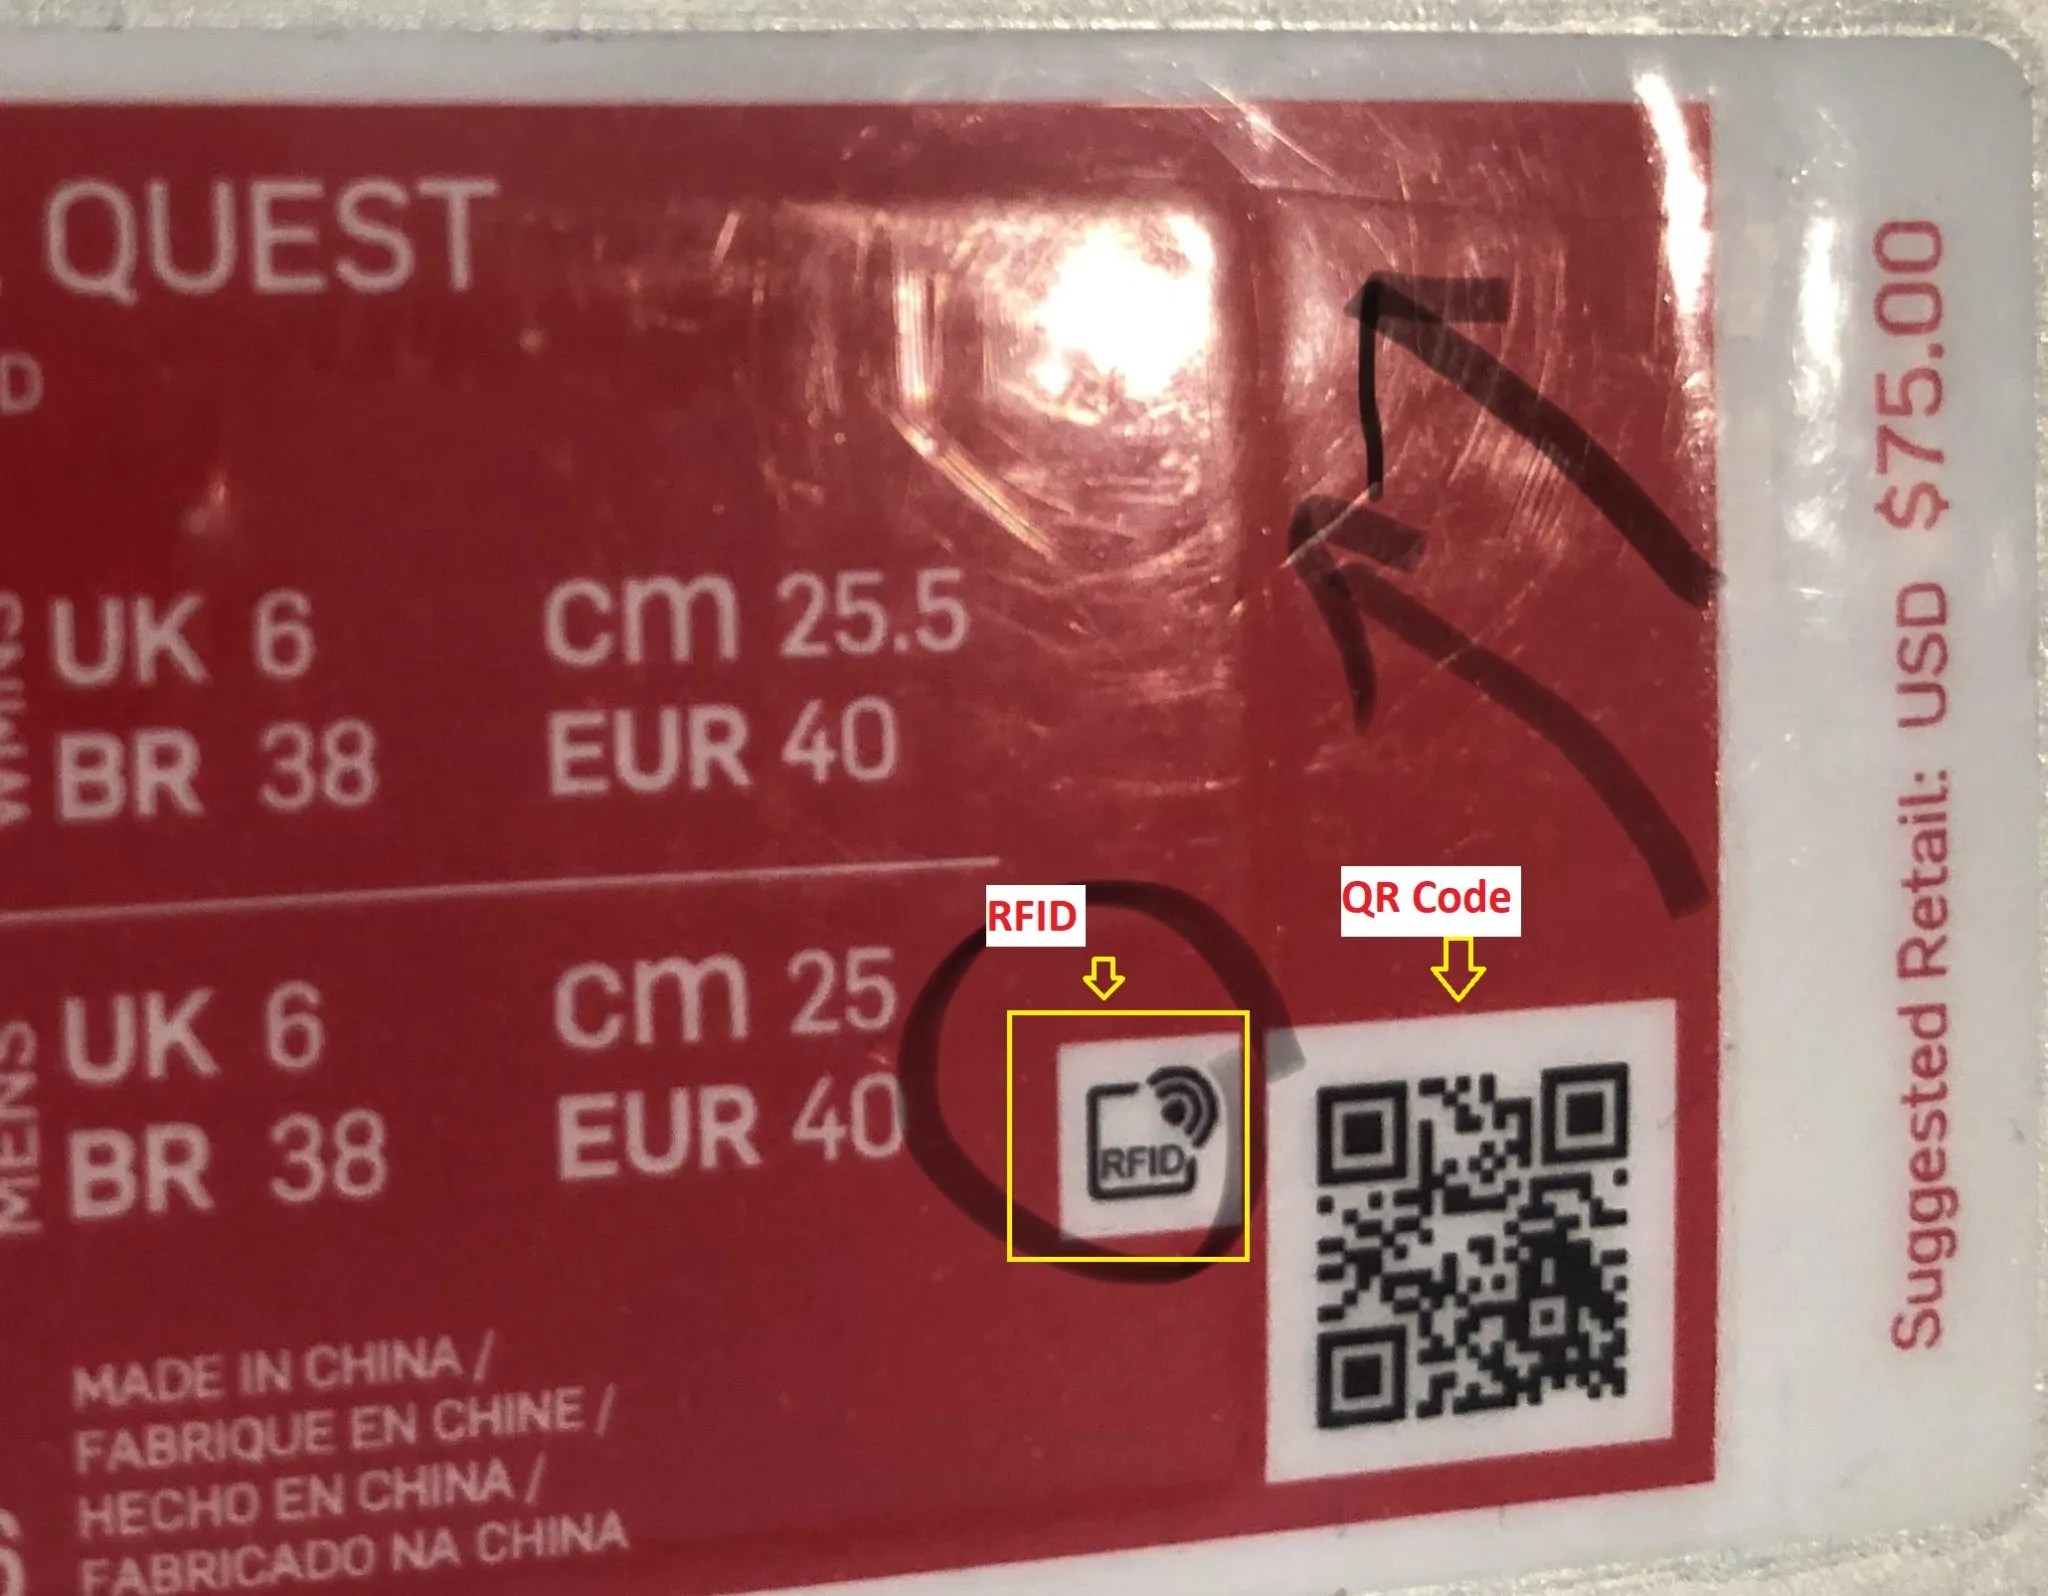 QUEST
D
WMNS
UK 6 cm 25.5
BR 38 EUR 40
RFID
QR Code
MENS
UK 6 cm 25
BR 38 EUR 40
RFID
MADE IN CHINA /
FABRIQUE EN CHINE /
HECHO EN CHINA /
FABRICADO NA CHINA
Suggested Retail: USD $75.00